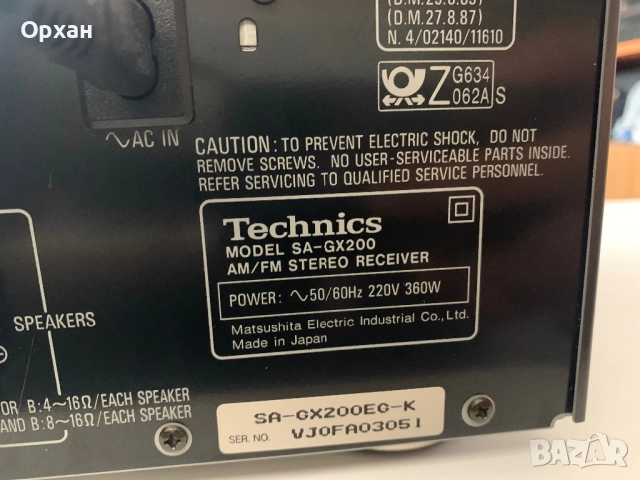 Орхан
(D.M.27.8.87)
N. 4/02140/11610
Z G634
062A S
∿AC IN
CAUTION: TO PREVENT ELECTRIC SHOCK, DO NOT
REMOVE SCREWS. NO USER-SERVICEABLE PARTS INSIDE.
REFER SERVICING TO QUALIFIED SERVICE PERSONNEL.
Technics
MODEL SA-GX200
AM/FM STEREO RECEIVER
POWER: ∿50/60Hz 220V 360W
Matsushita Electric Industrial Co., Ltd.
Made in Japan
SPEAKERS
OR B:4~16Ω/EACH SPEAKER
AND B:8~16Ω/EACH SPEAKER
SA-GX200EG-K
SER. NO. VJ0FA03051
BAZAR